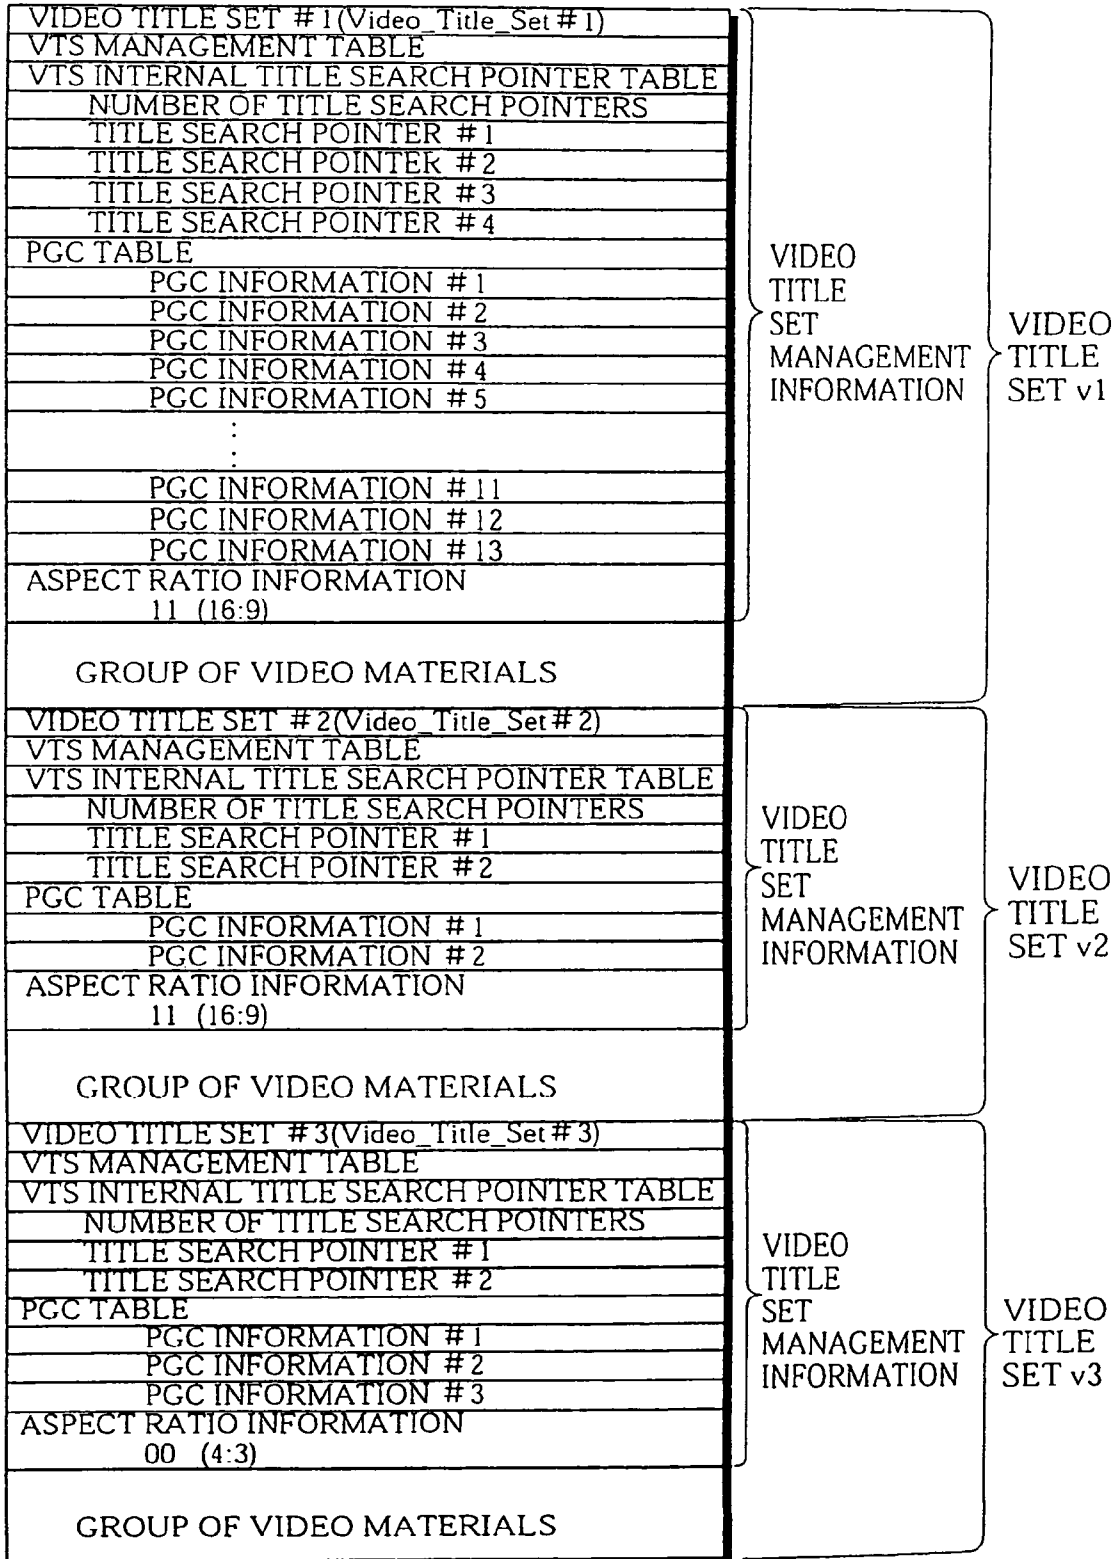 VIDEO TITLE SET #1(Video_Title_Set#1)
VTS MANAGEMENT TABLE
VTS INTERNAL TITLE SEARCH POINTER TABLE
NUMBER OF TITLE SEARCH POINTERS
TITLE SEARCH POINTER #1
TITLE SEARCH POINTER #2
TITLE SEARCH POINTER #3
TITLE SEARCH POINTER #4
PGC TABLE
PGC INFORMATION #1
PGC INFORMATION #2
PGC INFORMATION #3
PGC INFORMATION #4
PGC INFORMATION #5
PGC INFORMATION #11
PGC INFORMATION #12
PGC INFORMATION #13
ASPECT RATIO INFORMATION
11 (16:9)
GROUP OF VIDEO MATERIALS
VIDEO
TITLE
SET
MANAGEMENT
INFORMATION
VIDEO
TITLE
SET v1
VIDEO TITLE SET #2(Video_Title_Set#2)
VTS MANAGEMENT TABLE
VTS INTERNAL TITLE SEARCH POINTER TABLE
NUMBER OF TITLE SEARCH POINTERS
TITLE SEARCH POINTER #1
TITLE SEARCH POINTER #2
PGC TABLE
PGC INFORMATION #1
PGC INFORMATION #2
ASPECT RATIO INFORMATION
11 (16:9)
GROUP OF VIDEO MATERIALS
VIDEO
TITLE
SET
MANAGEMENT
INFORMATION
VIDEO
TITLE
SET v2
VIDEO TITLE SET #3(Video_Title_Set#3)
VTS MANAGEMENT TABLE
VTS INTERNAL TITLE SEARCH POINTER TABLE
NUMBER OF TITLE SEARCH POINTERS
TITLE SEARCH POINTER #1
TITLE SEARCH POINTER #2
PGC TABLE
PGC INFORMATION #1
PGC INFORMATION #2
PGC INFORMATION #3
ASPECT RATIO INFORMATION
00 (4:3)
GROUP OF VIDEO MATERIALS
VIDEO
TITLE
SET
MANAGEMENT
INFORMATION
VIDEO
TITLE
SET v3